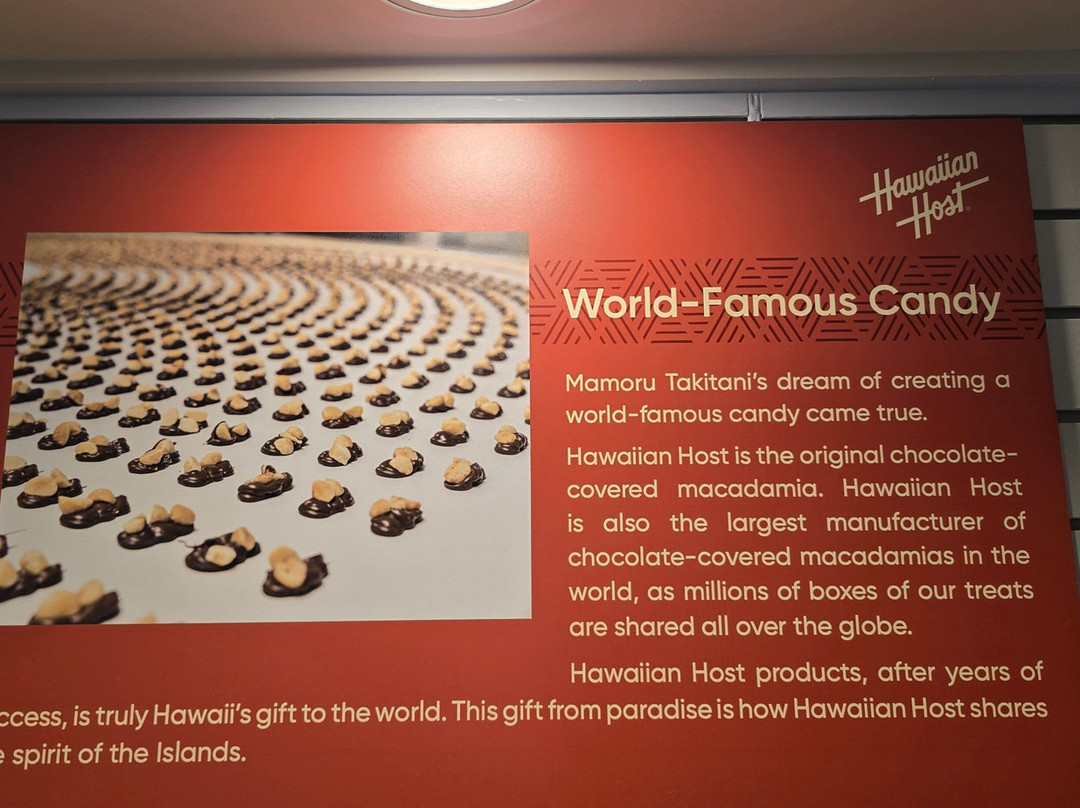 Hawaiian
Host®
World-Famous Candy
Mamoru Takitani's dream of creating a
world-famous candy came true.
Hawaiian Host is the original chocolate-
covered macadamia. Hawaiian Host
is also the largest manufacturer of
chocolate-covered macadamias in the
world, as millions of boxes of our treats
are shared all over the globe.
Hawaiian Host products, after years of
ccess, is truly Hawaii's gift to the world. This gift from paradise is how Hawaiian Host shares
e spirit of the Islands.